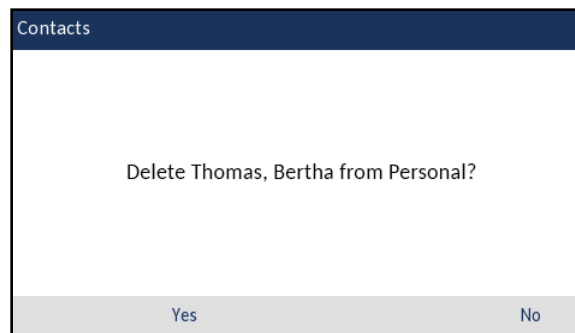 Contacts
Delete Thomas, Bertha from Personal?
Yes No